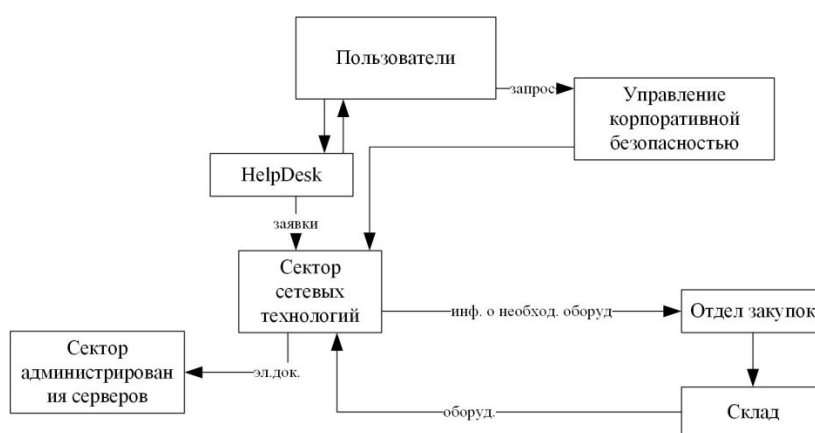 Пользователи
запрос
Управление
корпоративной
безопасностью
HelpDesk
заявки
Сектор
сетевых
технологий
инф. о необход. оборуд
Отдел закупок
Сектор
администрирован
ия серверов
эл.док.
оборуд.
Склад